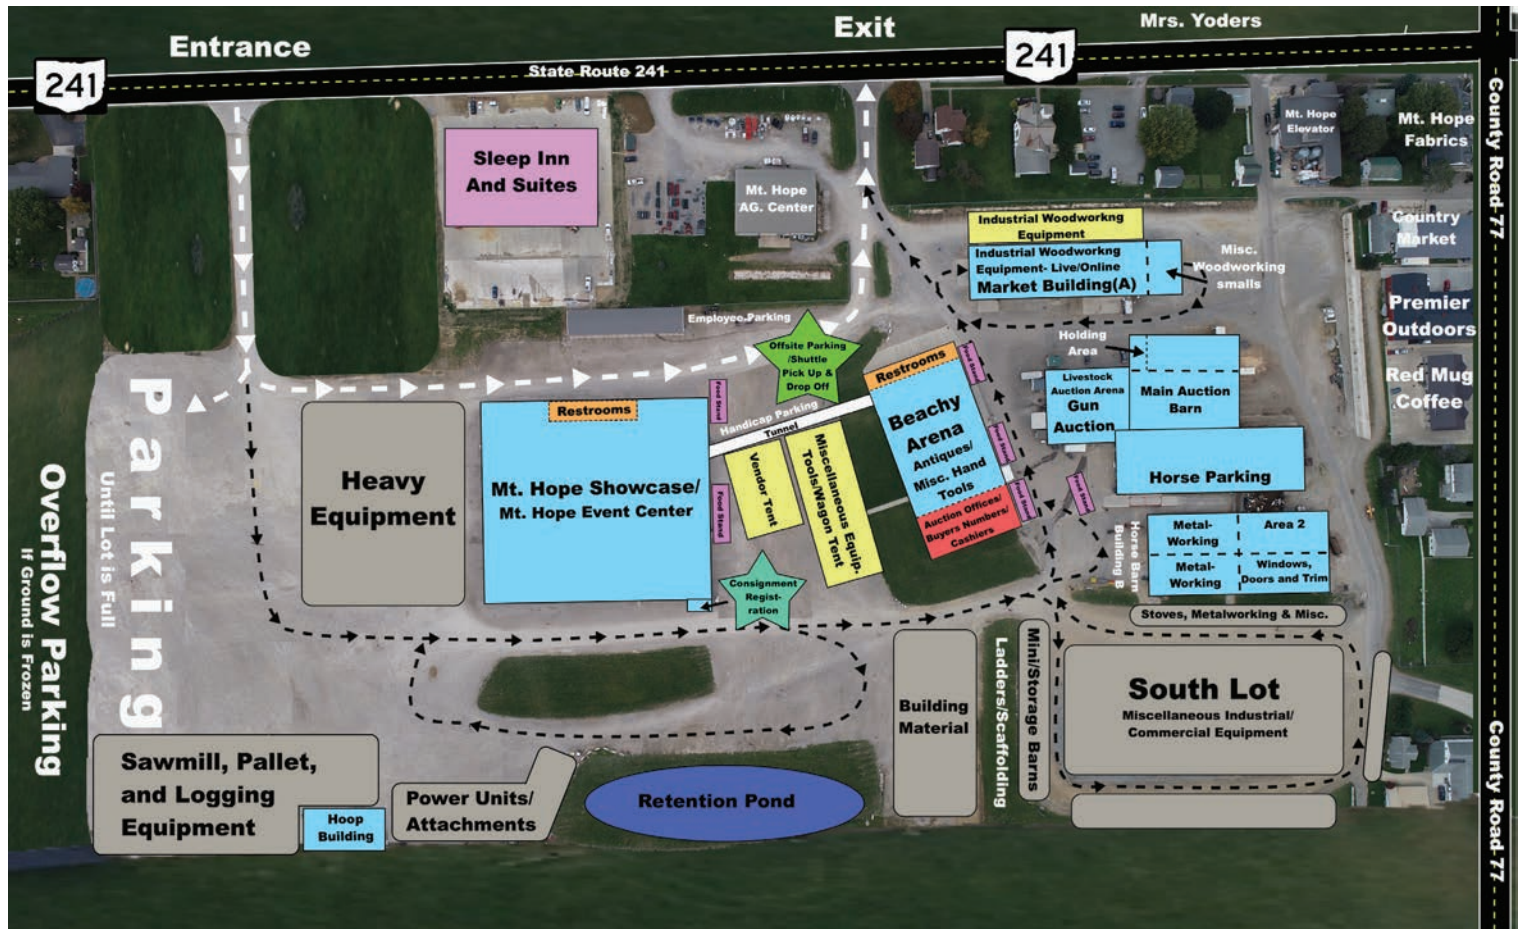 Entrance
Exit
Mrs. Yoders
241
State Route 241
241
County Road 77
Sleep Inn
And Suites
Mt. Hope
AG. Center
Mt. Hope
Elevator
Mt. Hope
Fabrics
Industrial Woodworkng
Equipment
Industrial Woodworkng
Equipment- Live/Online
Market Building(A)
Misc.
Woodworking
smalls
Country
Market
Premier
Outdoors
Red Mug
Coffee
Employee Parking
Offsite Parking
/Shuttle
Pick Up &
Drop Off
Holding
Area
Livestock
Auction Arena
Gun
Auction
Main Auction
Barn
Horse Parking
Restrooms
Beachy
Arena
Antiques/
Misc. Hand
Tools
Auction Offices/
Buyers Numbers/
Cashiers
Food Stand
Food Stand
Food Stand
Food Stand
Food Stand
Food Stand
Handicap Parking
Tunnel
Vendor Tent
Miscellaneous Equip.
Tools/Wagon Tent
Restrooms
Mt. Hope Showcase/
Mt. Hope Event Center
Heavy
Equipment
Parking
Until Lot is Full
Overflow Parking
If Ground is Frozen
Consignment
Regist-
ration
Horse Barn
Building B
Metal-
Working
Area 2
Metal-
Working
Windows,
Doors and Trim
Stoves, Metalworking & Misc.
Building
Material
Ladders/Scaffolding
Mini/Storage Barns
South Lot
Miscellaneous Industrial/
Commercial Equipment
Sawmill, Pallet,
and Logging
Equipment
Hoop
Building
Power Units/
Attachments
Retention Pond
County Road 77